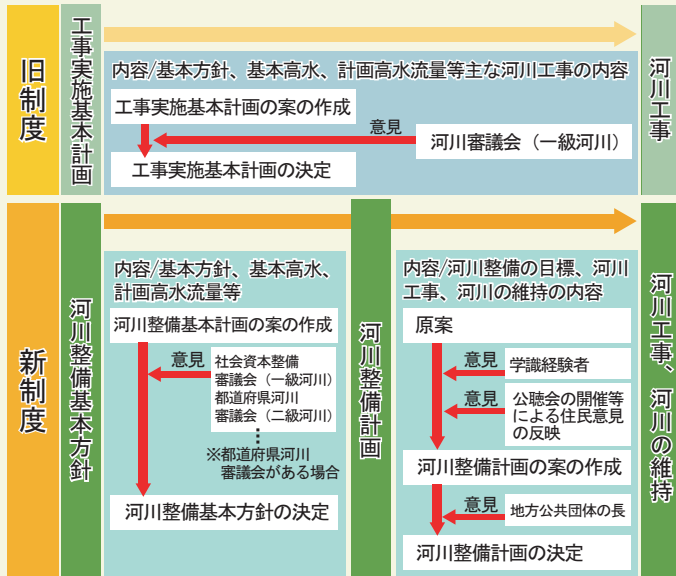 旧制度
工事実施基本計画
内容/基本方針、基本高水、計画高水流量等主な河川工事の内容
工事実施基本計画の案の作成
意見
河川審議会（一級河川）
工事実施基本計画の決定
河川工事
新制度
河川整備基本方針
内容/基本方針、基本高水、
計画高水流量等
河川整備基本計画の案の作成
意見
社会資本整備
審議会（一級河川）
都道府県河川
審議会（二級河川）
※都道府県河川
審議会がある場合
河川整備基本方針の決定
河川整備計画
内容/河川整備の目標、河川
工事、河川の維持の内容
原案
意見
学識経験者
意見
公聴会の開催等
による住民意見
の反映
河川整備計画の案の作成
意見
地方公共団体の長
河川整備計画の決定
河川工事、河川の維持